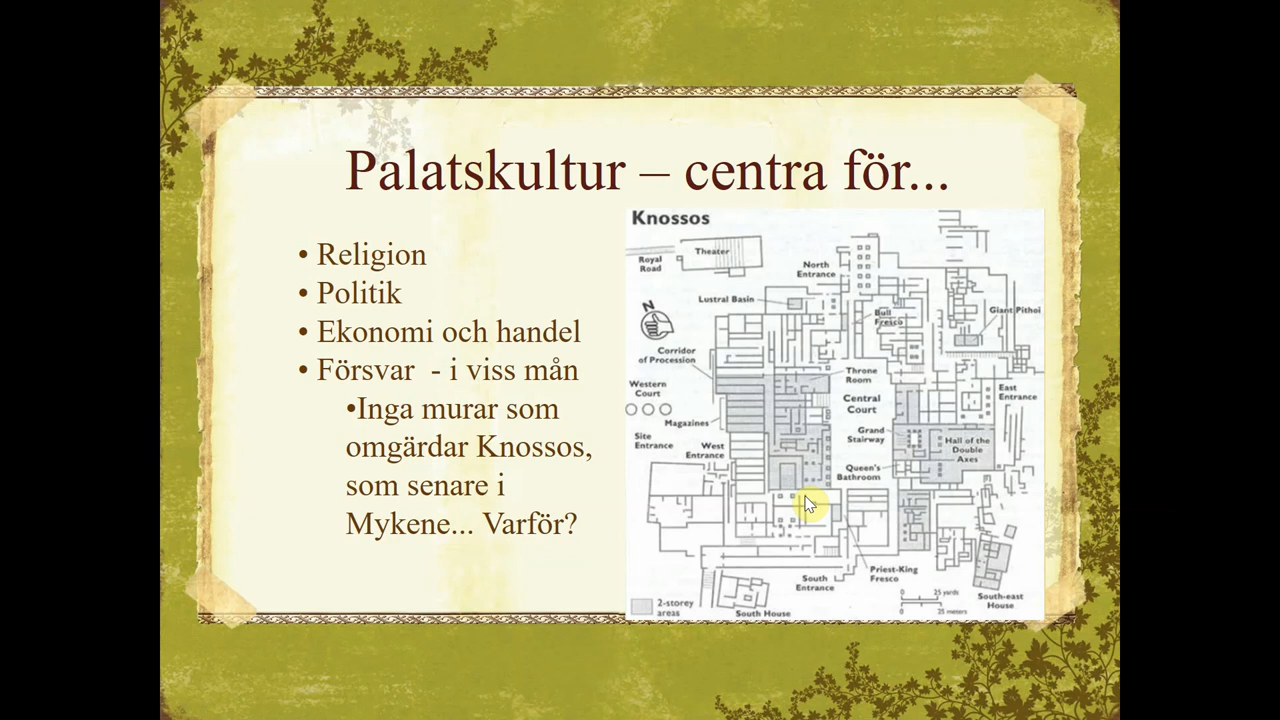 Palatskultur – centra för...
• Religion
• Politik
• Ekonomi och handel
• Försvar - i viss mån
•Inga murar som
omgärdar Knossos,
som senare i
Mykene... Varför?
Knossos
Theater
Royal
Road
North
Entrance
Lustral Basin
N
Bull
Fresco
Giant Pithoi
Corridor
of Procession
Throne
Room
Western
Court
East
Entrance
Central
Court
Magazines
Grand
Stairway
Site
Entrance
West
Entrance
Hall of the
Double
Axes
Queen's
Bathroom
Priest-King
Fresco
South
Entrance
0 25 yards
0 25 meters
South-east
House
2-storey
areas
South House